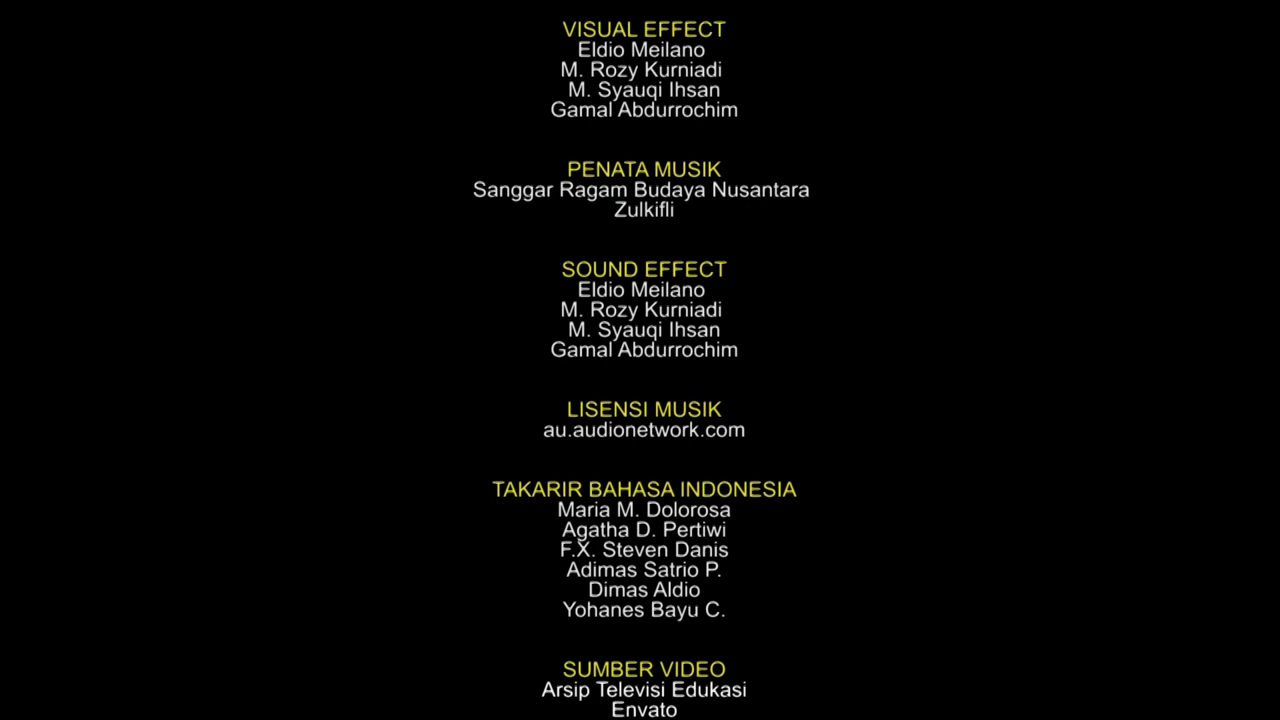 VISUAL EFFECT
Eldio Meilano
M. Rozy Kurniadi
M. Syauqi Ihsan
Gamal Abdurrochim
PENATA MUSIK
Sanggar Ragam Budaya Nusantara
Zulkifli
SOUND EFFECT
Eldio Meilano
M. Rozy Kurniadi
M. Syauqi Ihsan
Gamal Abdurrochim
LISENSI MUSIK
au.audionetwork.com
TAKARIR BAHASA INDONESIA
Maria M. Dolorosa
Agatha D. Pertiwi
F.X. Steven Danis
Adimas Satrio P.
Dimas Aldio
Yohanes Bayu C.
SUMBER VIDEO
Arsip Televisi Edukasi
Envato